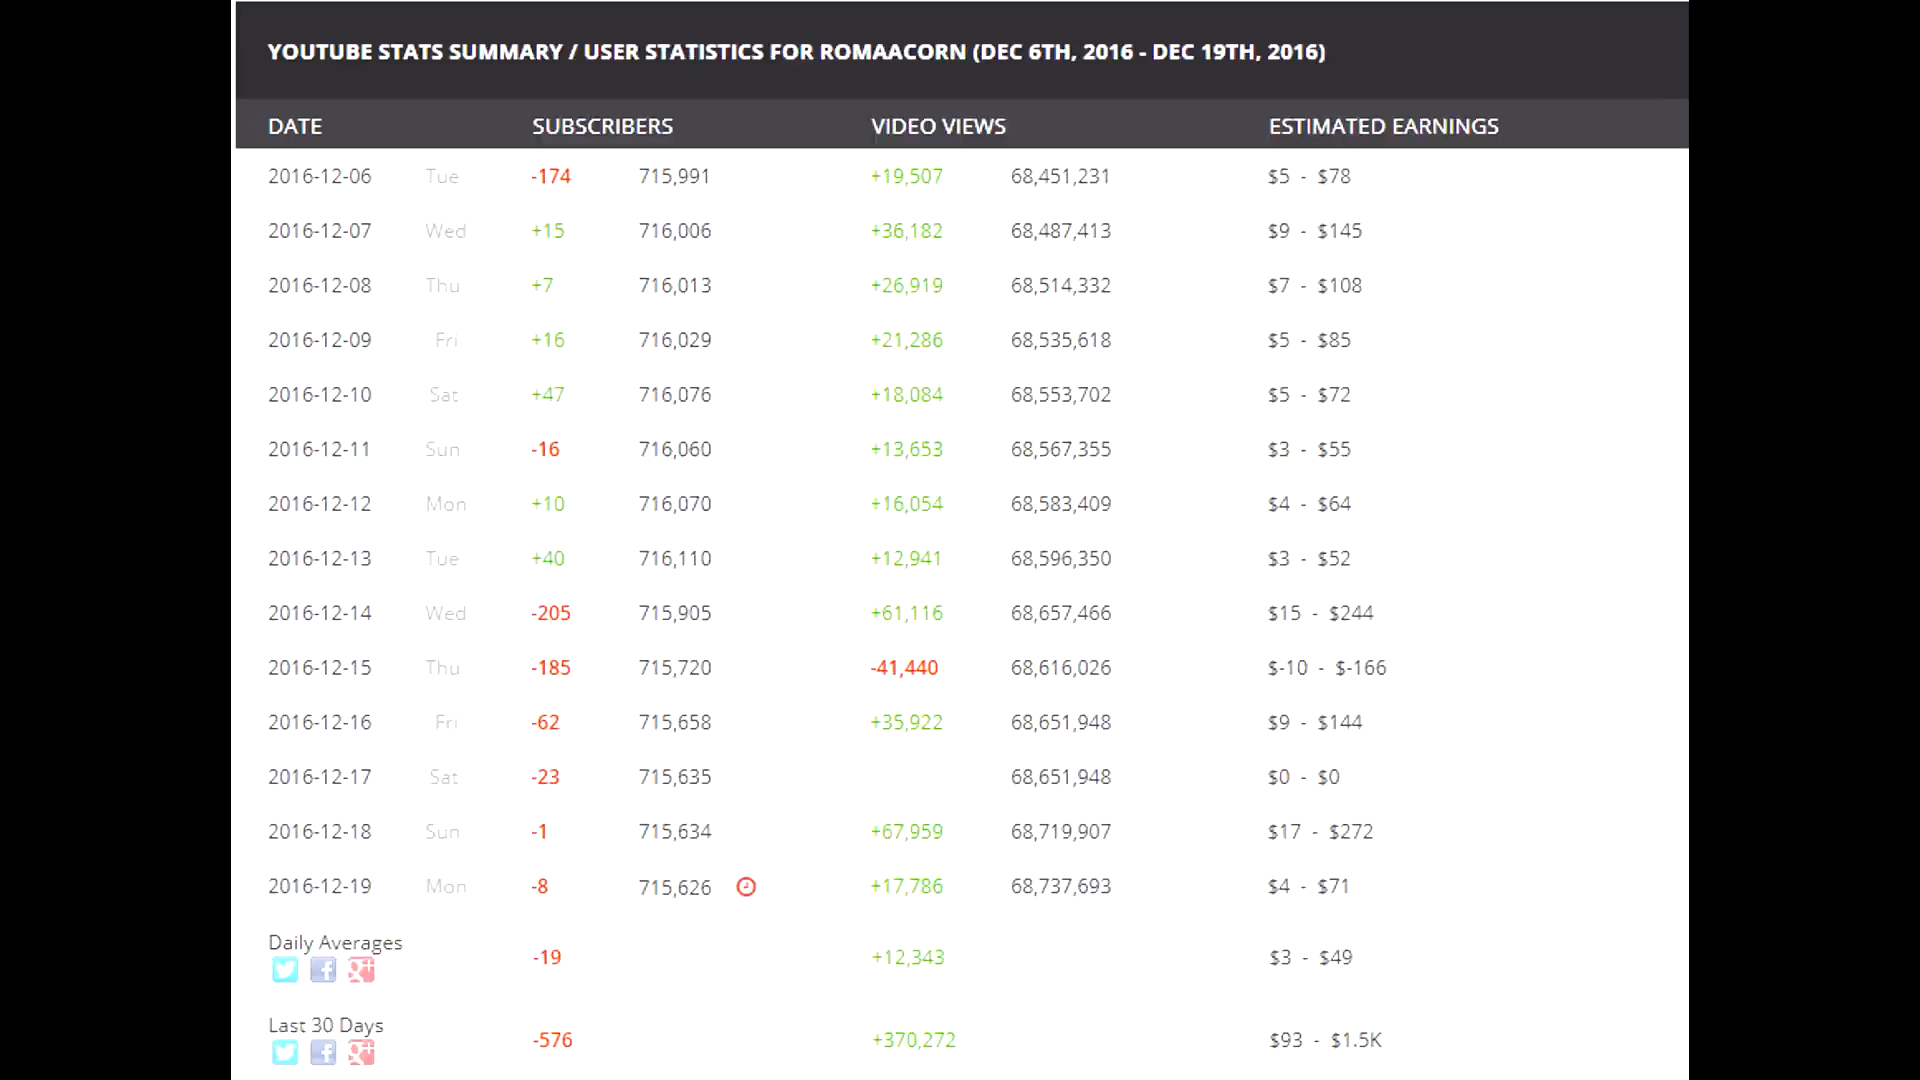 YOUTUBE STATS SUMMARY / USER STATISTICS FOR ROMAACORN (DEC 6TH, 2016 - DEC 19TH, 2016)
DATE SUBSCRIBERS VIDEO VIEWS ESTIMATED EARNINGS
2016-12-06 Tue -174 715,991 +19,507 68,451,231 $5 - $78
2016-12-07 Wed +15 716,006 +36,182 68,487,413 $9 - $145
2016-12-08 Thu +7 716,013 +26,919 68,514,332 $7 - $108
2016-12-09 Fri +16 716,029 +21,286 68,535,618 $5 - $85
2016-12-10 Sat +47 716,076 +18,084 68,553,702 $5 - $72
2016-12-11 Sun -16 716,060 +13,653 68,567,355 $3 - $55
2016-12-12 Mon +10 716,070 +16,054 68,583,409 $4 - $64
2016-12-13 Tue +40 716,110 +12,941 68,596,350 $3 - $52
2016-12-14 Wed -205 715,905 +61,116 68,657,466 $15 - $244
2016-12-15 Thu -185 715,720 -41,440 68,616,026 $-10 - $-166
2016-12-16 Fri -62 715,658 +35,922 68,651,948 $9 - $144
2016-12-17 Sat -23 715,635 68,651,948 $0 - $0
2016-12-18 Sun -1 715,634 +67,959 68,719,907 $17 - $272
2016-12-19 Mon -8 715,626 +17,786 68,737,693 $4 - $71
Daily Averages -19 +12,343 $3 - $49
Last 30 Days -576 +370,272 $93 - $1.5K